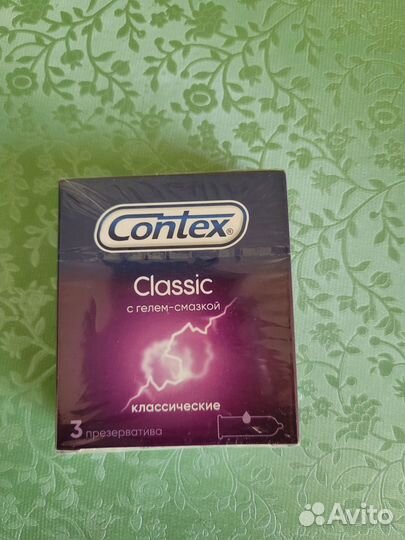 Contex®
Classic
с гелем-смазкой
классические
3 презерватива
Avito